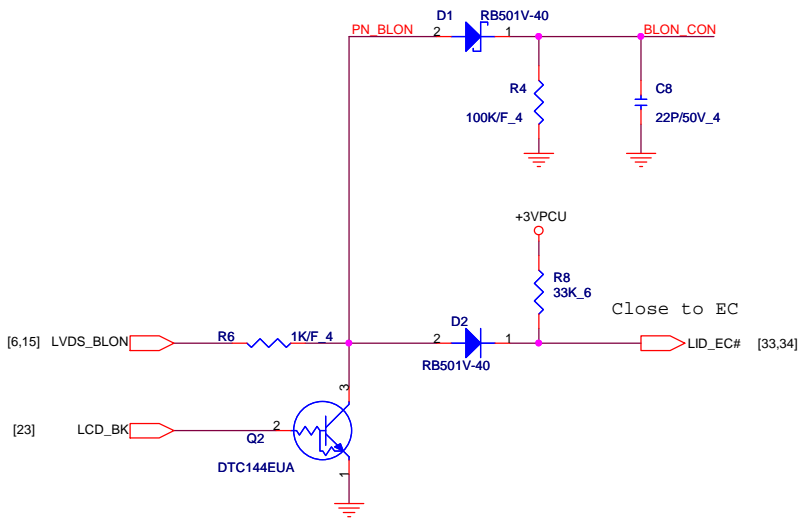 D1 RB501V-40
PN_BLON 2 1 BLON_CON
R4 C8
100K/F_4 22P/50V_4
+3VPCU
R8
33K_6
Close to EC
[6,15] LVDS_BLON R6 1K/F_4 2 D2 1 LID_EC# [33,34]
RB501V-40
3
[23] LCD_BK 2
Q2
DTC144EUA
1